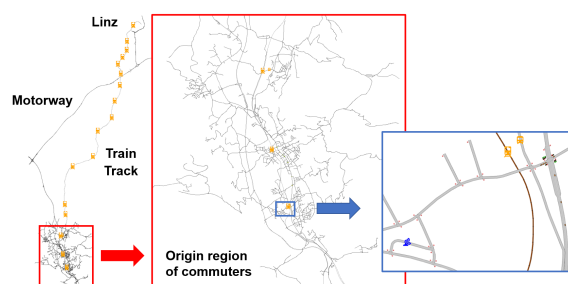 Linz
Motorway
Train
Track
Origin region
of commuters